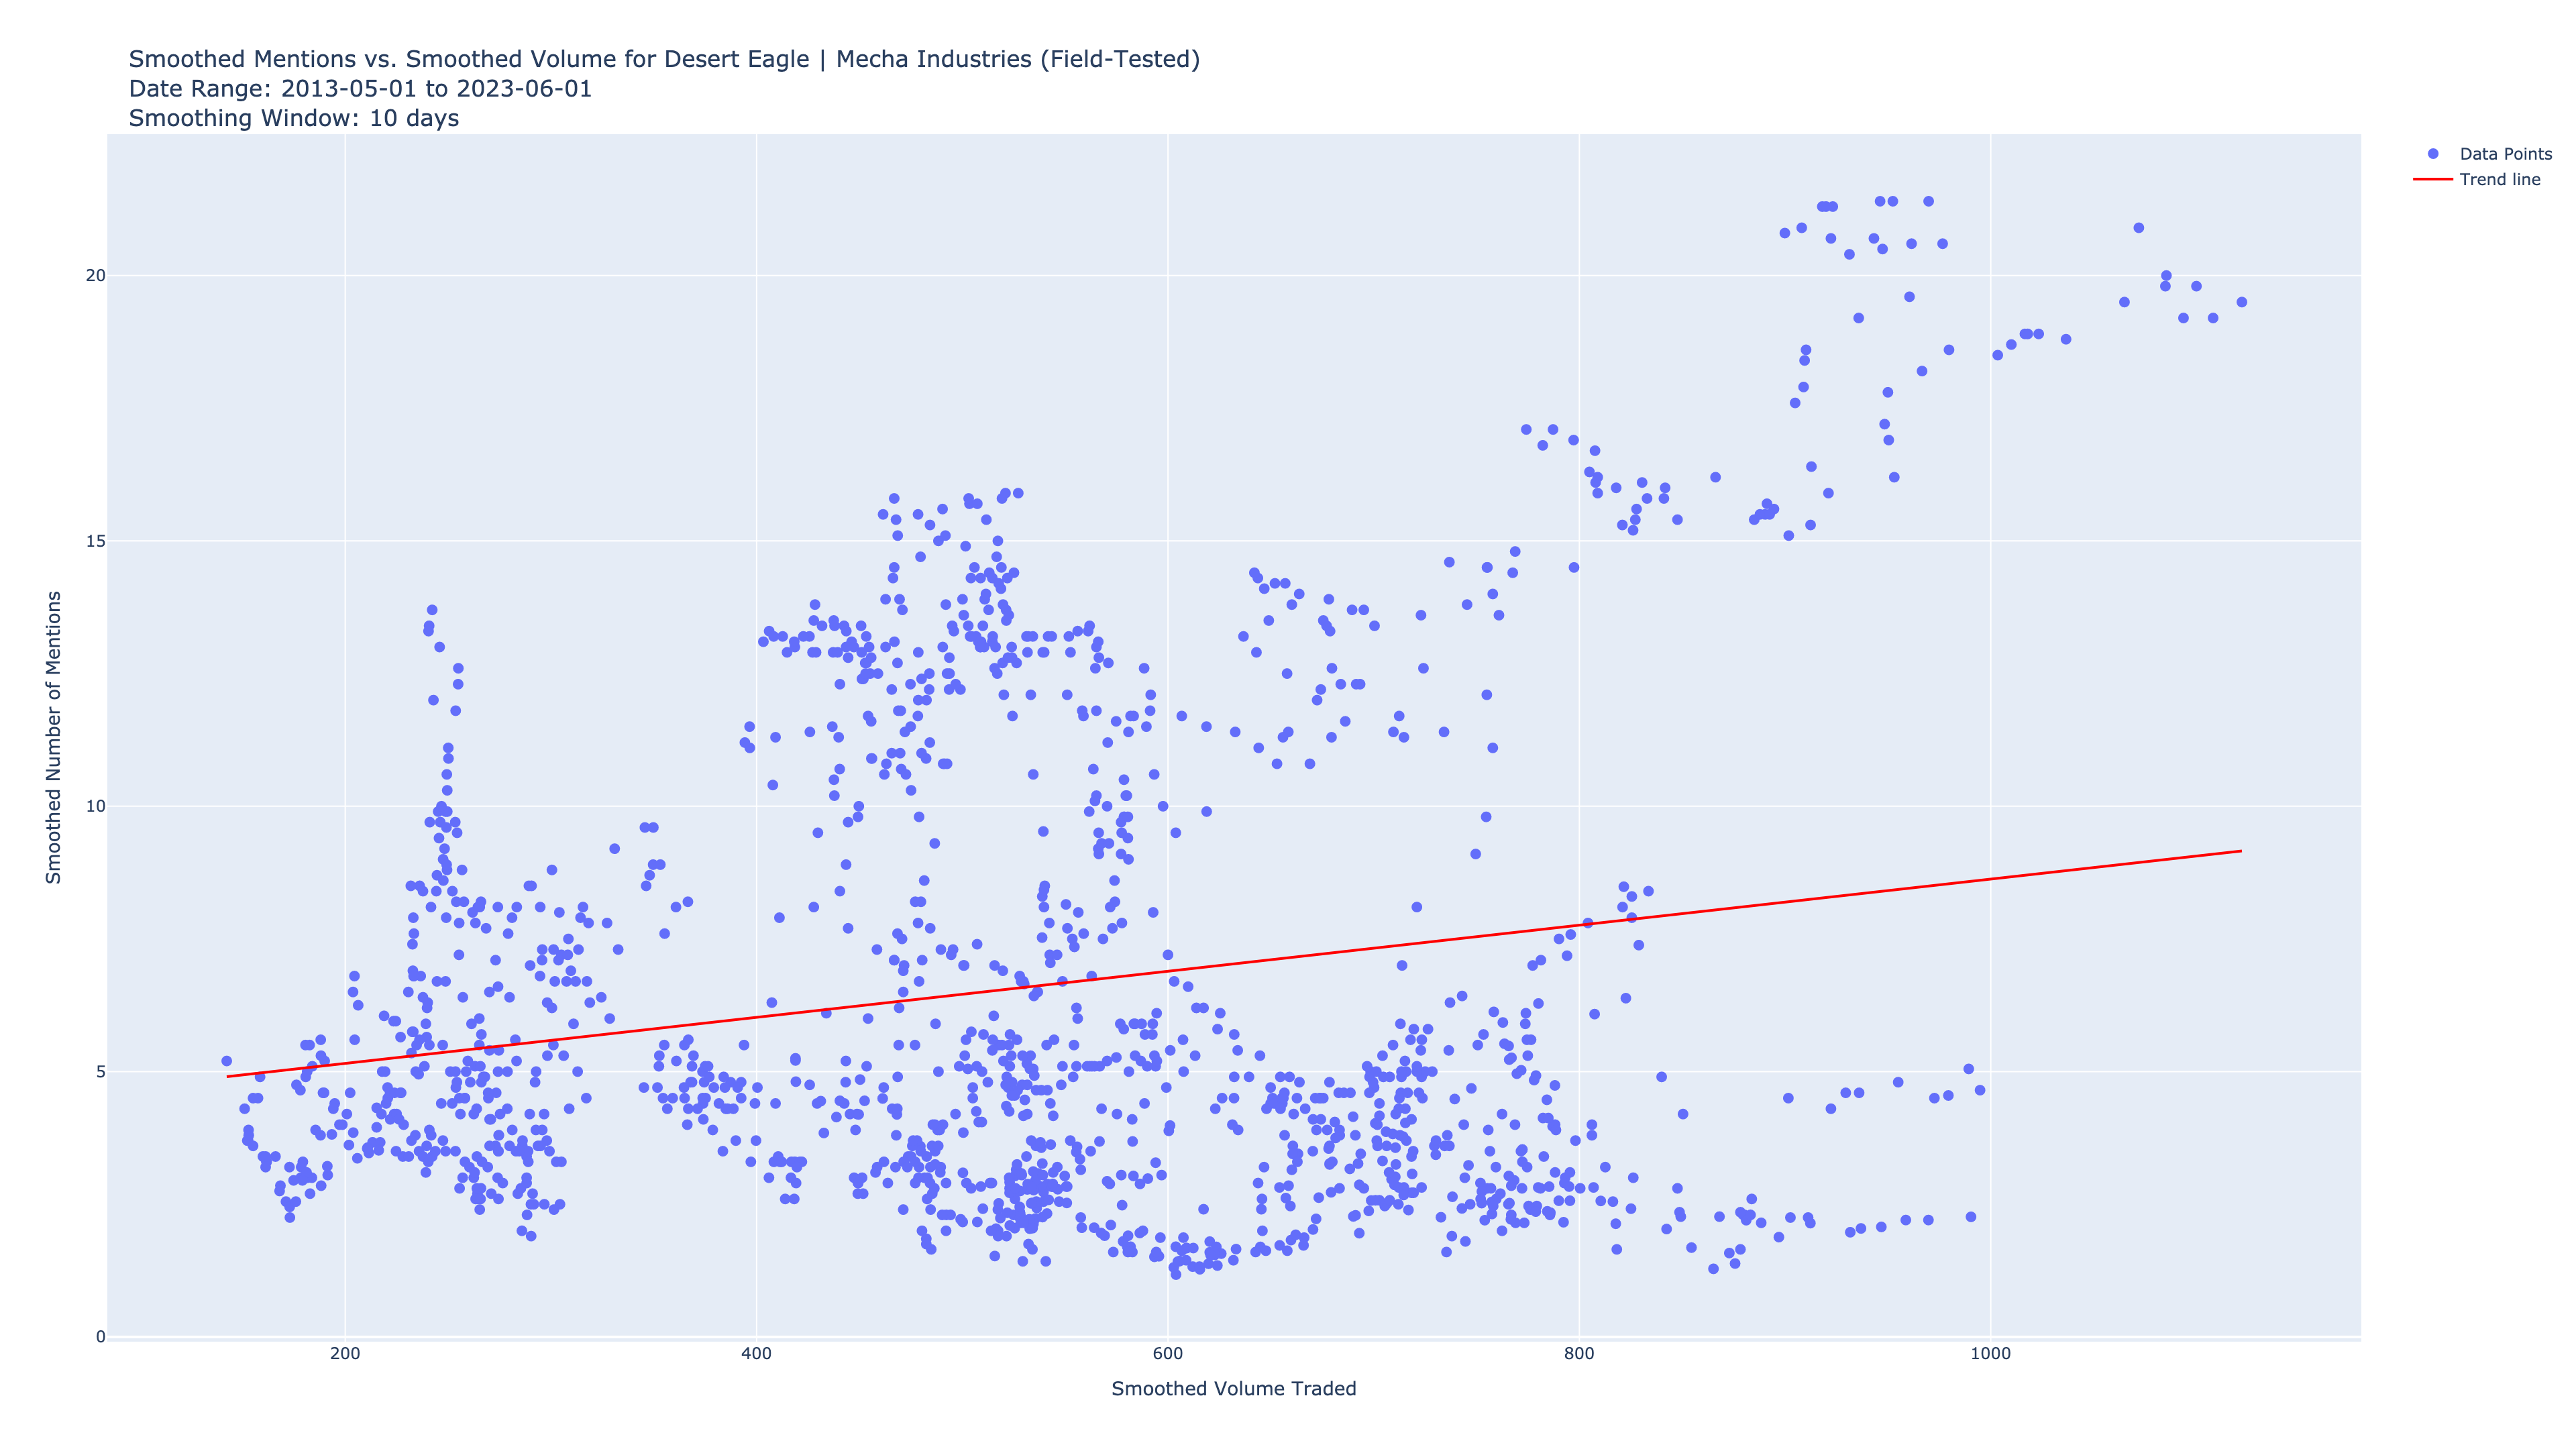 Smoothed Mentions vs. Smoothed Volume for Desert Eagle | Mecha Industries (Field-Tested)
Date Range: 2013-05-01 to 2023-06-01
Smoothing Window: 10 days
Data Points
Trend line
Smoothed Number of Mentions
20
15
10
5
0
200
400
600
800
1000
Smoothed Volume Traded